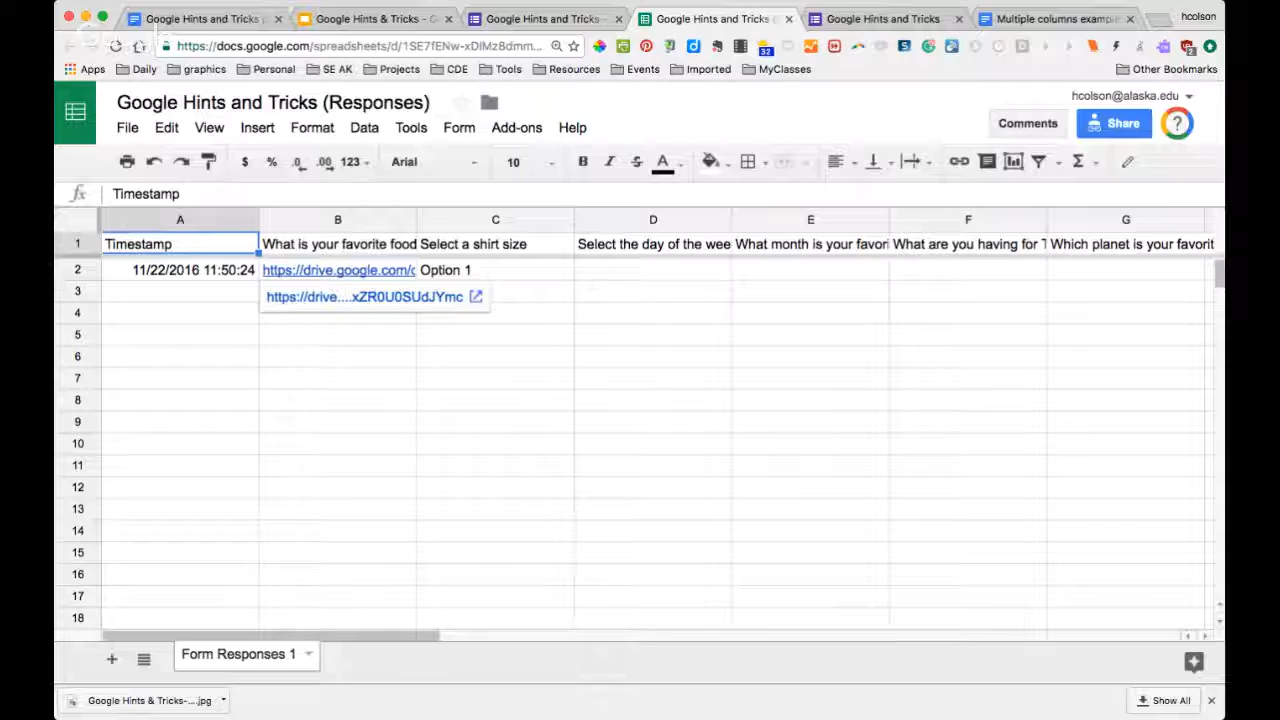 Google Hints and Tricks
Google Hints & Tricks - G
Google Hints and Tricks -
Google Hints and Tricks (
Google Hints and Tricks
Multiple columns example
hcolson
https://docs.google.com/spreadsheets/d/1SE7fENw-xDlMz8dmm...
32
2
Apps
Daily
graphics
Personal
SE AK
Projects
CDE
Tools
Resources
Events
Imported
MyClasses
Other Bookmarks
Google Hints and Tricks (Responses)
hcolson@alaska.edu
File Edit View Insert Format Data Tools Form Add-ons Help
Comments
Share
?
$ % .0 .00 123 Arial 10 B I S A Σ
fx Timestamp
A B C D E F G
1 Timestamp What is your favorite food Select a shirt size Select the day of the wee What month is your favori What are you having for T Which planet is your favorit
2 11/22/2016 11:50:24 https://drive.google.com/c Option 1
3 https://drive....xZR0U0SUdJYmc
4
5
6
7
8
9
10
11
12
13
14
15
16
17
18
+ Form Responses 1
Google Hints & Tricks-....jpg
Show All